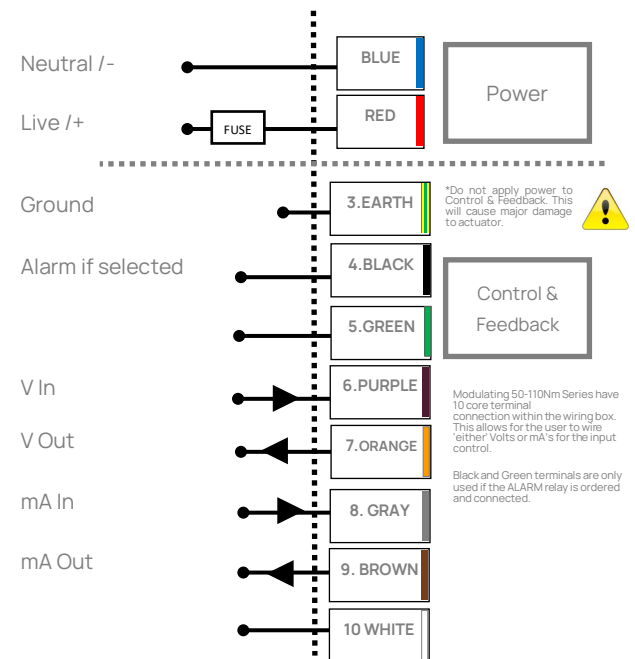 Neutral /-
BLUE
Power
Live /+
FUSE
RED
Ground
3.EARTH
*Do not apply power to
Control & Feedback. This
will cause major damage
to actuator.
Alarm if selected
4.BLACK
Control &
Feedback
5.GREEN
V In
6.PURPLE
Modulating 50-110Nm Series have
10 core terminal
connection within the wiring box.
This allows for the user to wire
'either' Volts or mA's for the input
control.
V Out
7.ORANGE
Black and Green terminals are only
used if the ALARM relay is ordered
and connected.
mA In
8. GRAY
mA Out
9. BROWN
10 WHITE